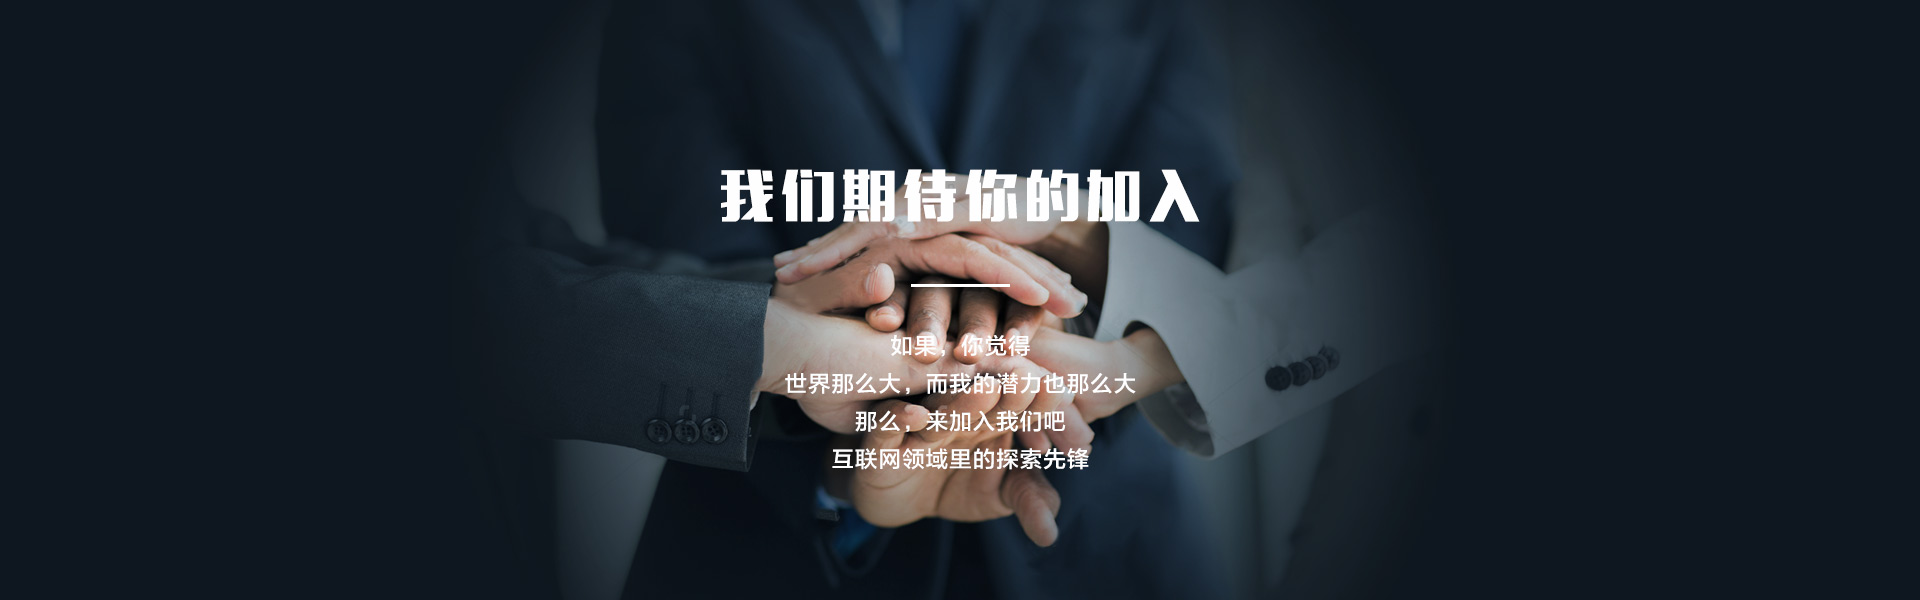 我们期待你的加入
如果，你觉得
世界那么大，而我的潜力也那么大
那么，来加入我们吧
互联网领域里的探索先锋